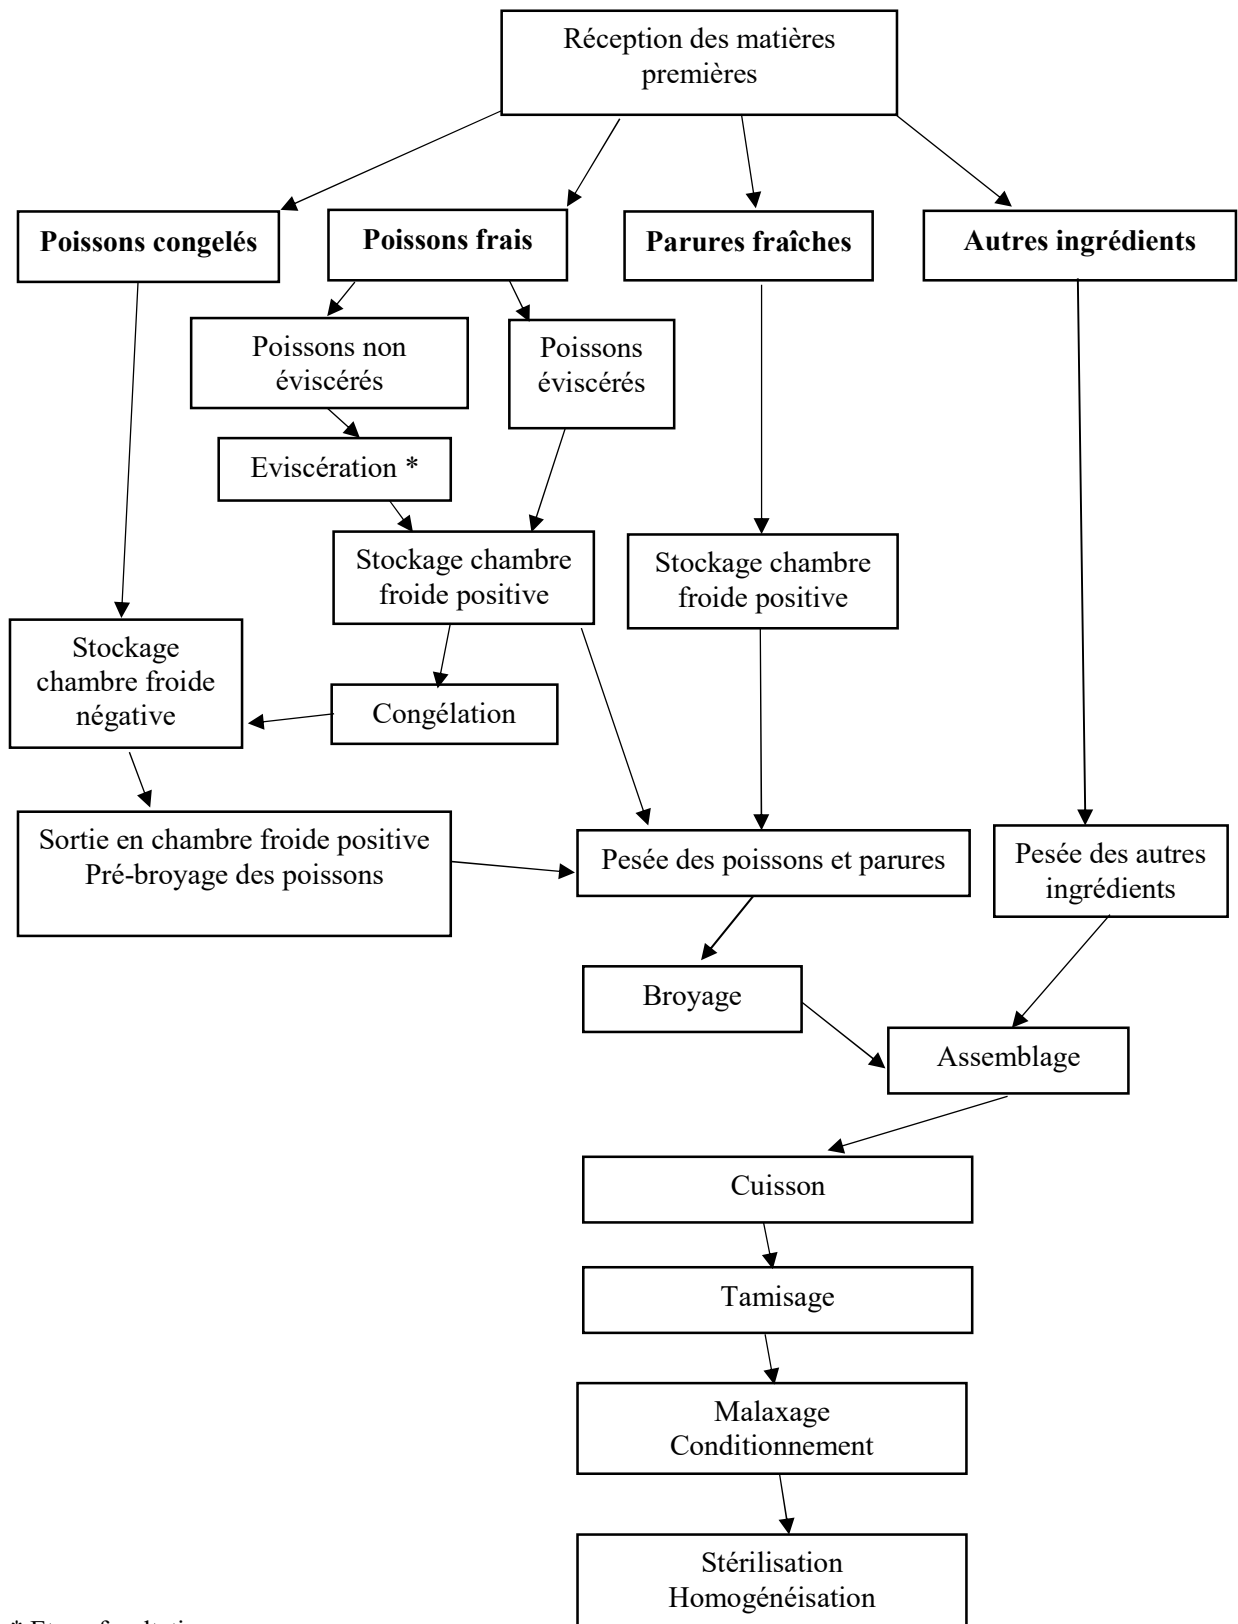 Réception des matières
premières
Poissons congelés
Poissons frais
Parures fraîches
Autres ingrédients
Poissons non
éviscérés
Poissons
éviscérés
Eviscération *
Stockage chambre
froide positive
Stockage chambre
froide positive
Stockage
chambre froide
négative
Congélation
Sortie en chambre froide positive
Pré-broyage des poissons
Pesée des poissons et parures
Pesée des autres
ingrédients
Broyage
Assemblage
Cuisson
Tamisage
Malaxage
Conditionnement
Stérilisation
Homogénéisation